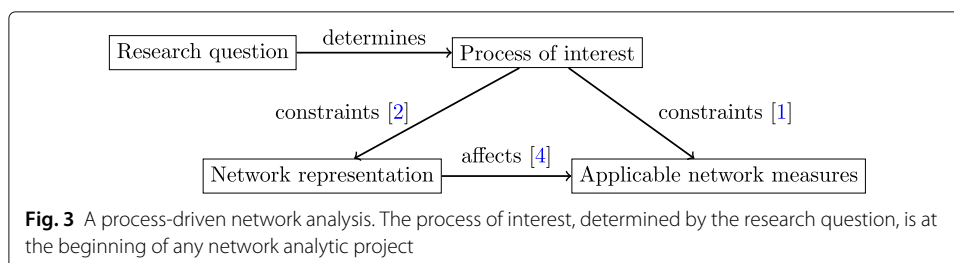 Research question
determines
Process of interest
constraints [2]
constraints [1]
Network representation
affects [4]
Applicable network measures
Fig. 3 A process-driven network analysis. The process of interest, determined by the research question, is at
the beginning of any network analytic project